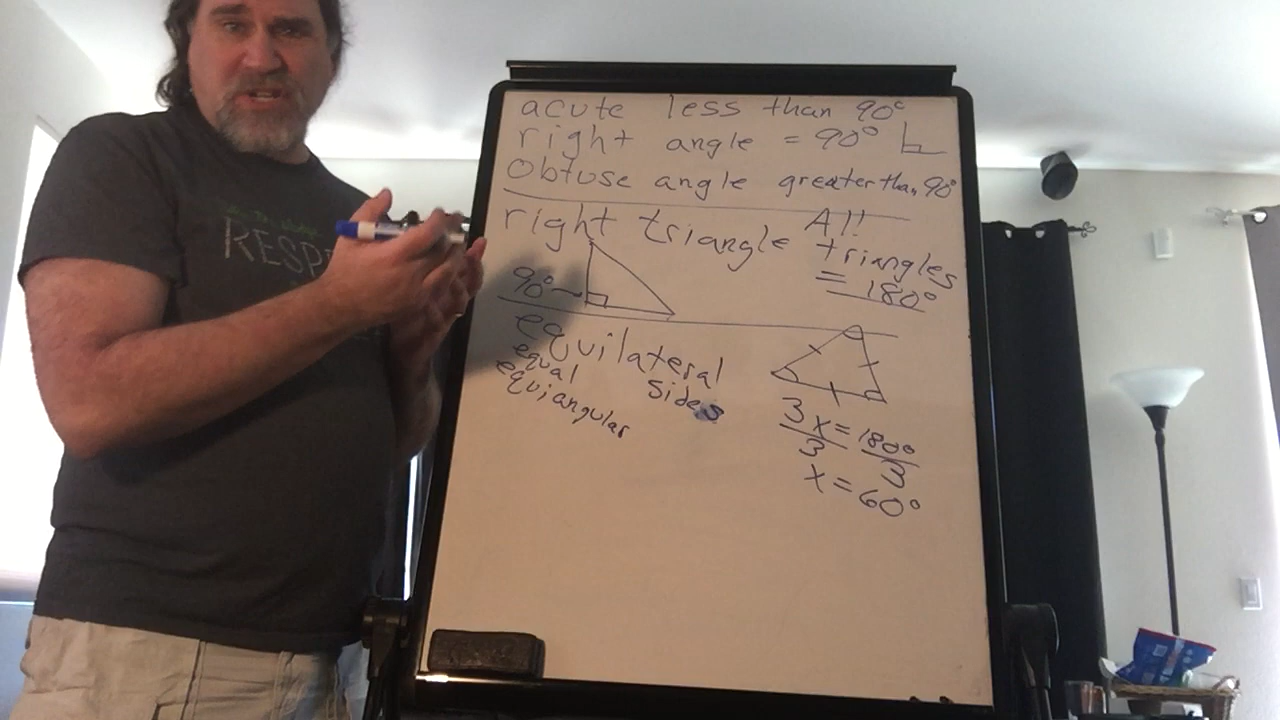 acute less than 90°
right angle = 90°
Obtuse angle greater than 90°
right triangle
All
triangles
= 180°
90°
equilateral
equal sides
equiangular
3x = 180°
3 3
x = 60°
RESP